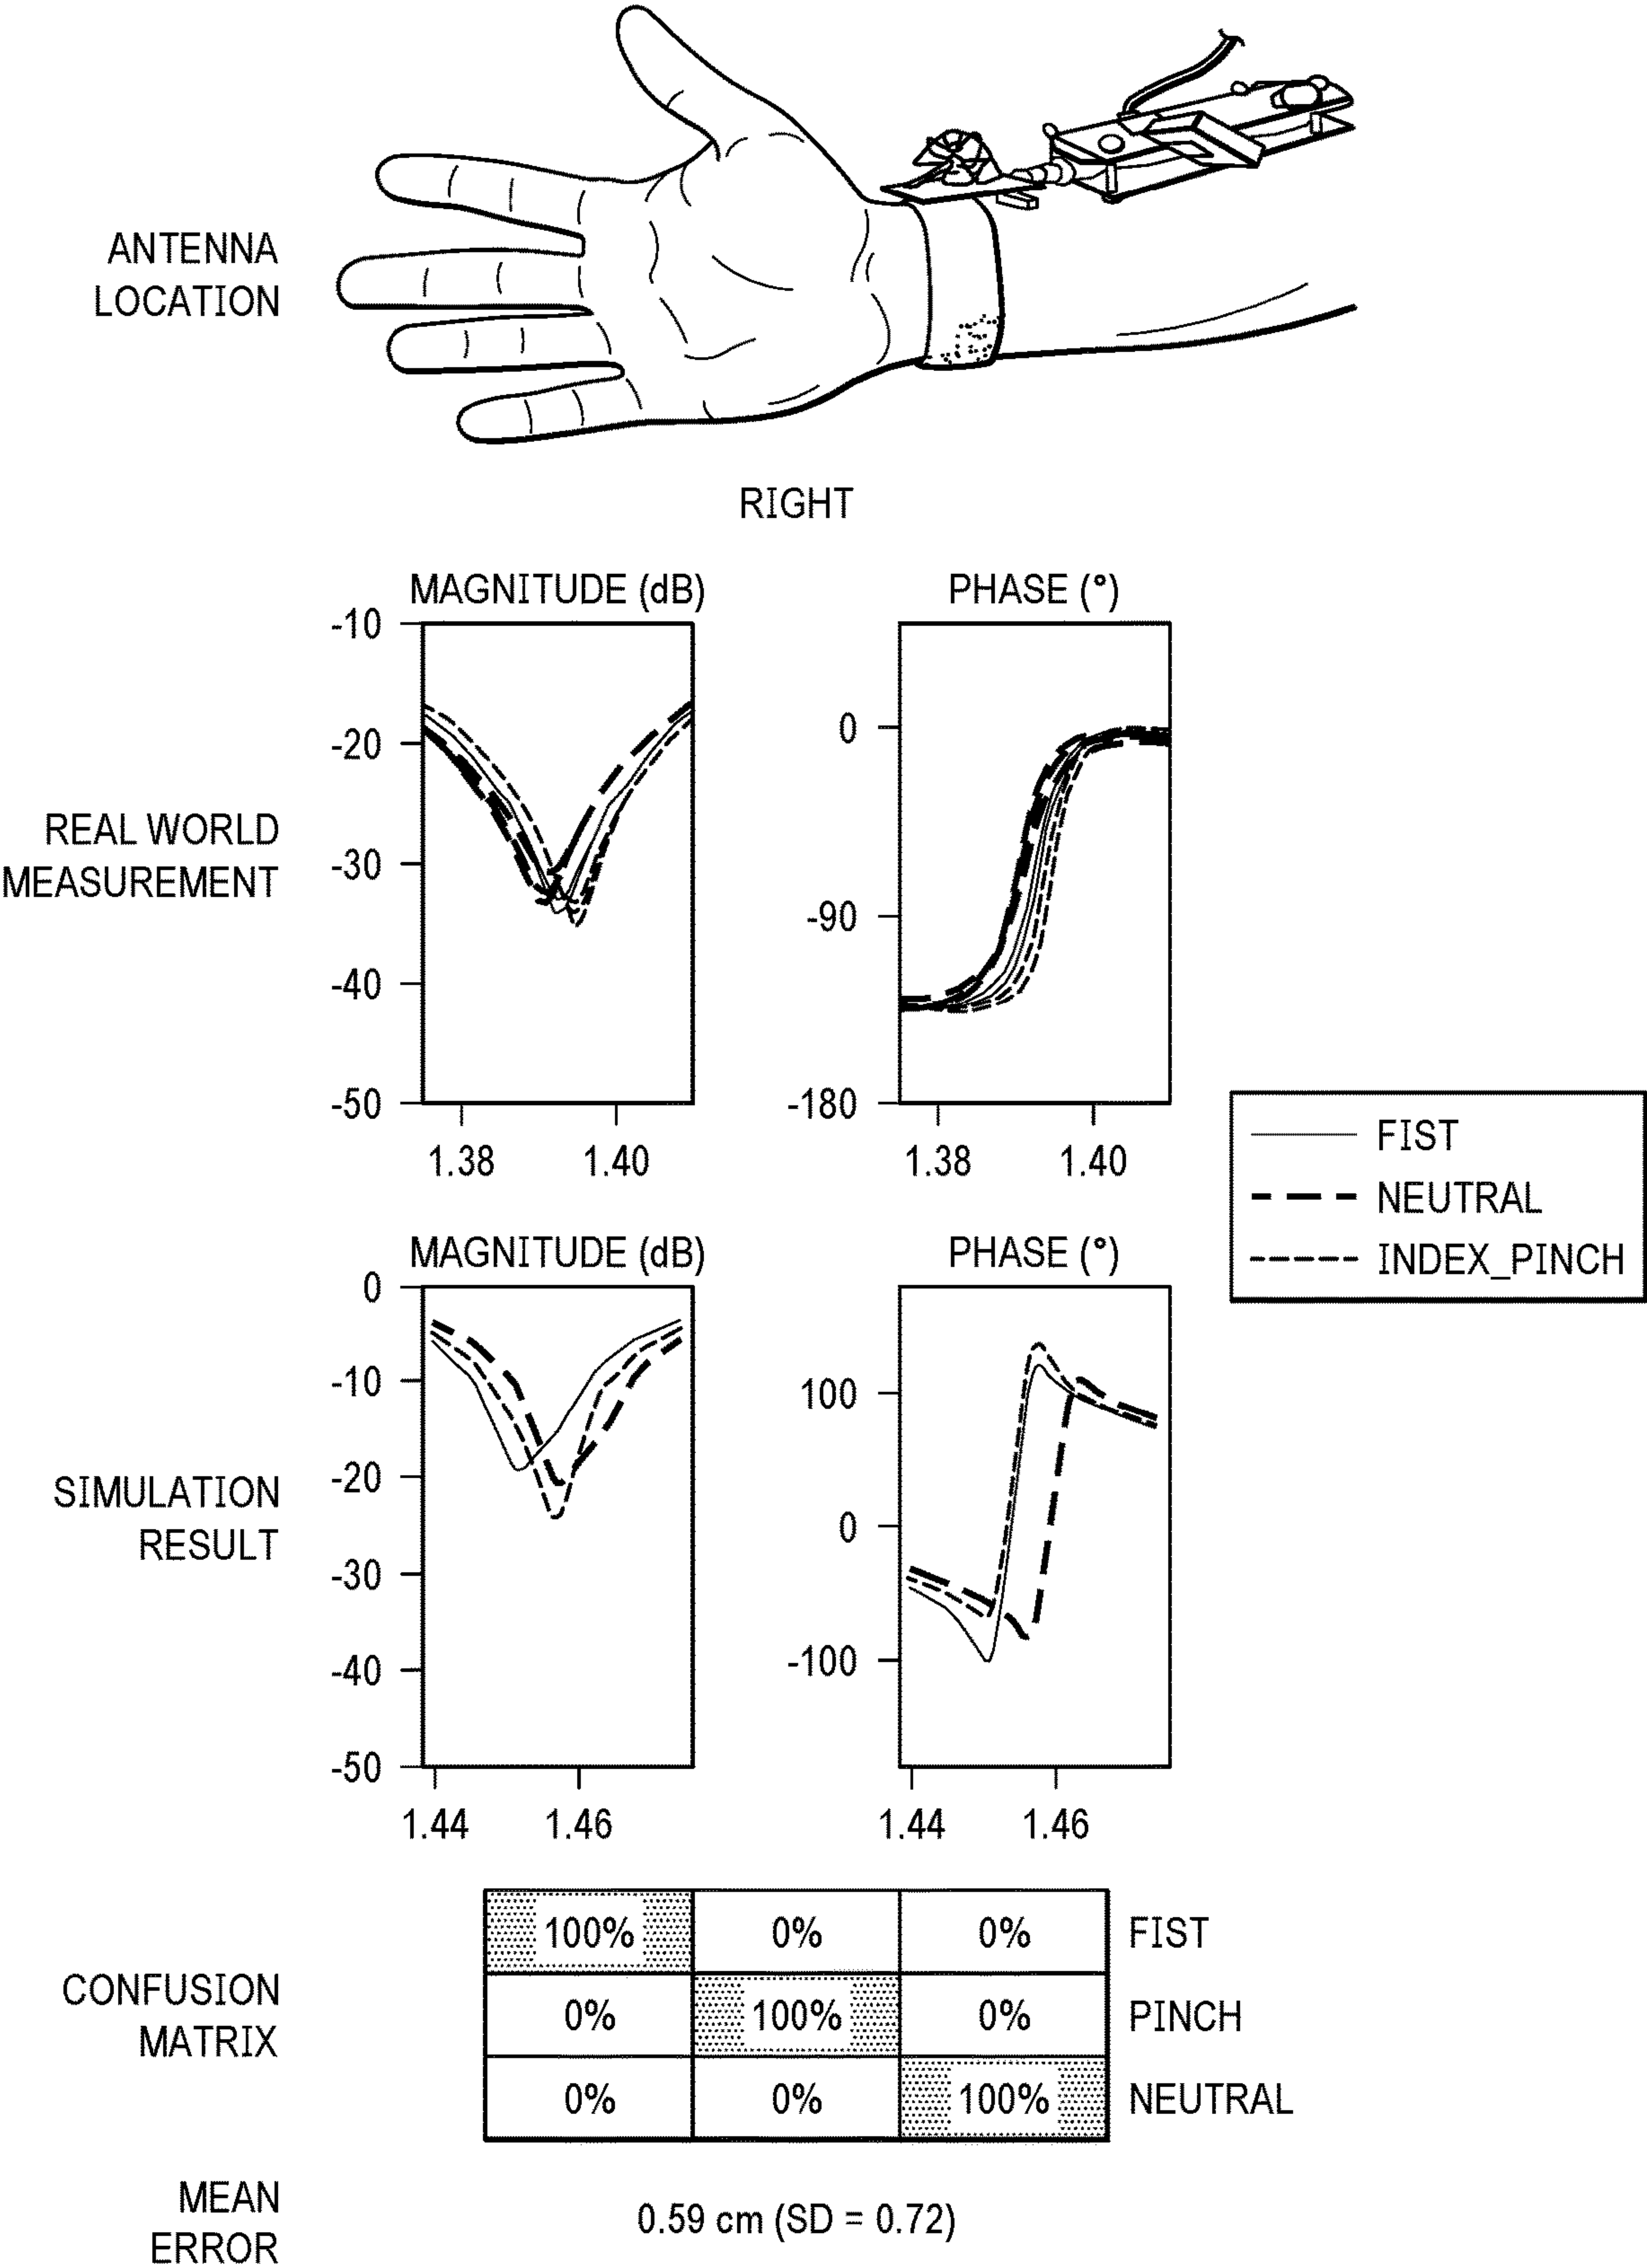 ANTENNA
LOCATION
RIGHT
MAGNITUDE (dB)
PHASE (°)
-10
-20
-30
-40
-50
1.38
1.40
0
-90
-180
1.38
1.40
REAL WORLD
MEASUREMENT
FIST
NEUTRAL
INDEX_PINCH
MAGNITUDE (dB)
PHASE (°)
0
-10
-20
-30
-40
-50
1.44
1.46
100
0
-100
1.44
1.46
SIMULATION
RESULT
CONFUSION
MATRIX
100% 0% 0% FIST
0% 100% 0% PINCH
0% 0% 100% NEUTRAL
MEAN
ERROR
0.59 cm (SD = 0.72)